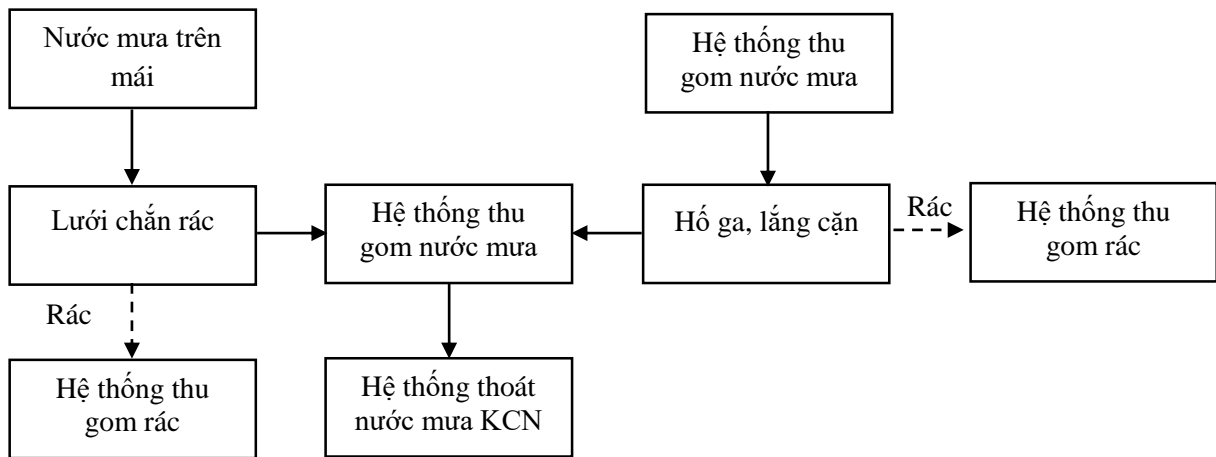 Nước mưa trên
mái
Hệ thống thu
gom nước mưa
Lưới chắn rác
Hệ thống thu
gom nước mưa
Hố ga, lắng cặn
Rác
Hệ thống thu
gom rác
Rác
Hệ thống thu
gom rác
Hệ thống thoát
nước mưa KCN